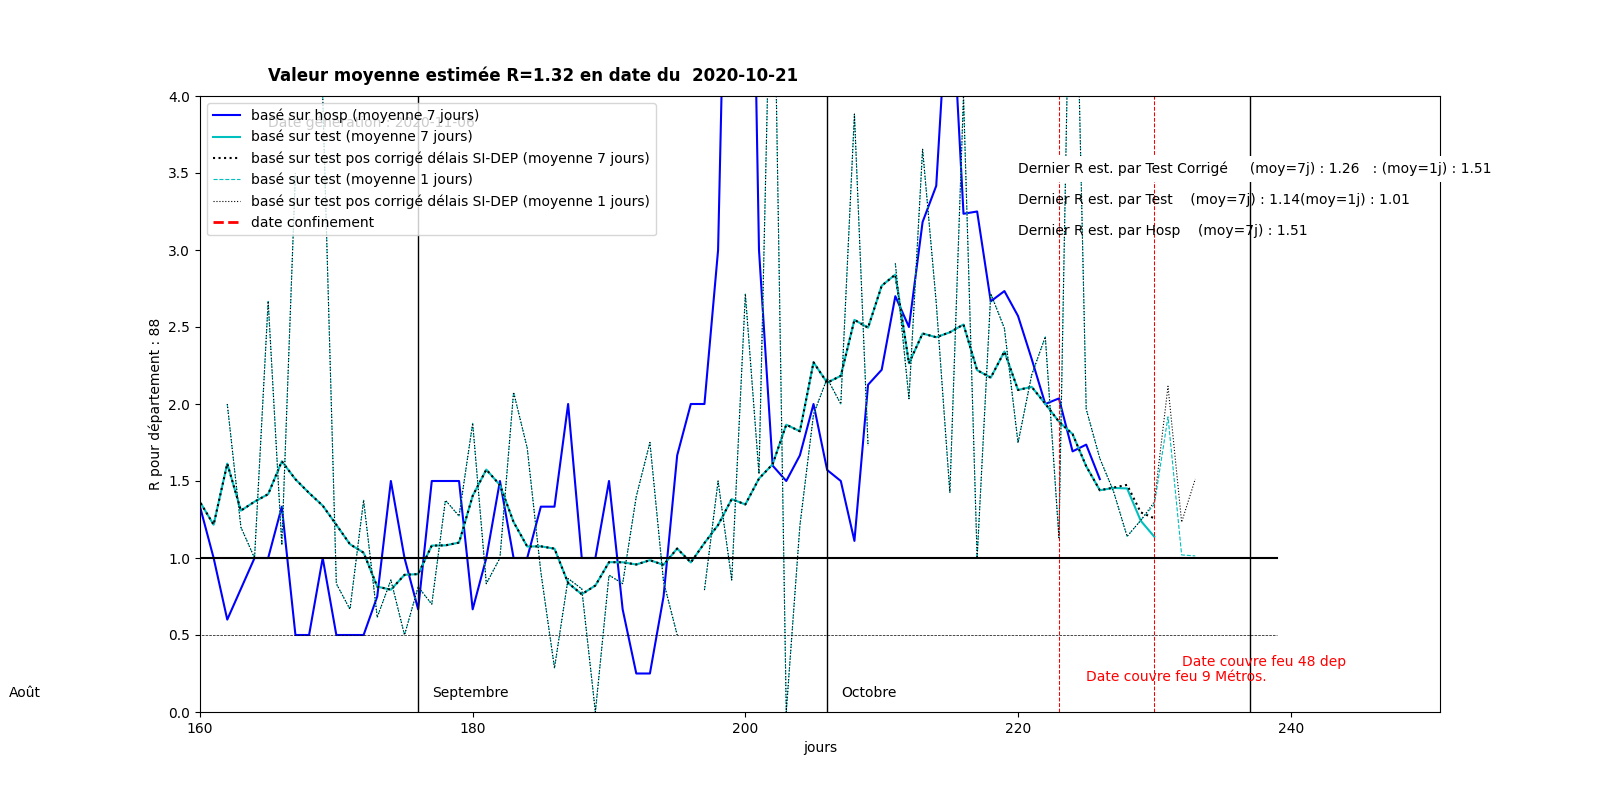 Valeur moyenne estimée R=1.32 en date du  2020-10-21
Date génération : 2020-11-06
basé sur hosp (moyenne 7 jours)
basé sur test (moyenne 7 jours)
basé sur test pos corrigé délais SI-DEP (moyenne 7 jours)
basé sur test (moyenne 1 jours)
basé sur test pos corrigé délais SI-DEP (moyenne 1 jours)
date confinement
Dernier R est. par Test Corrigé     (moy=7j) : 1.26   : (moy=1j) : 1.51
Dernier R est. par Test    (moy=7j) : 1.14(moy=1j) : 1.01
Dernier R est. par Hosp    (moy=7j) : 1.51
R pour département : 88
4.0
3.5
3.0
2.5
2.0
1.5
1.0
0.5
0.0
Date couvre feu 48 dep
Date couvre feu 9 Métros.
Août
Septembre
Octobre
160
180
200
220
240
jours